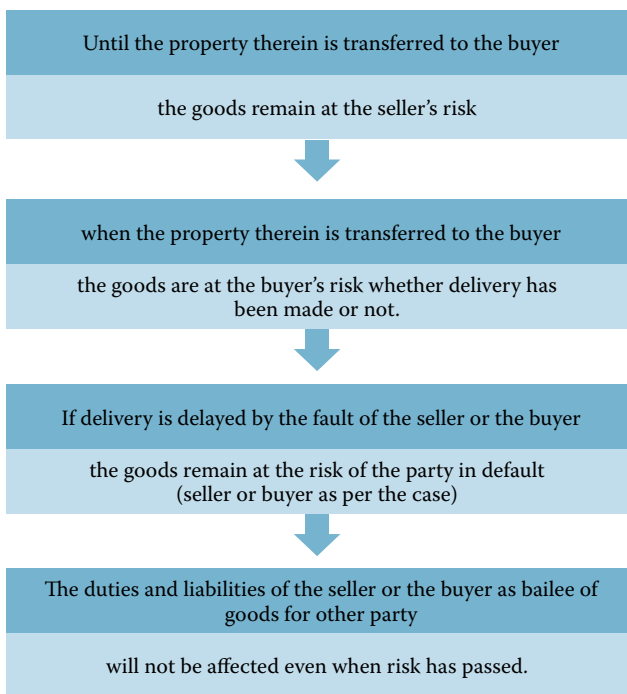 Until the property therein is transferred to the buyer
the goods remain at the seller’s risk
when the property therein is transferred to the buyer
the goods are at the buyer’s risk whether delivery has
been made or not.
If delivery is delayed by the fault of the seller or the buyer
the goods remain at the risk of the party in default
(seller or buyer as per the case)
The duties and liabilities of the seller or the buyer as bailee of
goods for other party
will not be affected even when risk has passed.